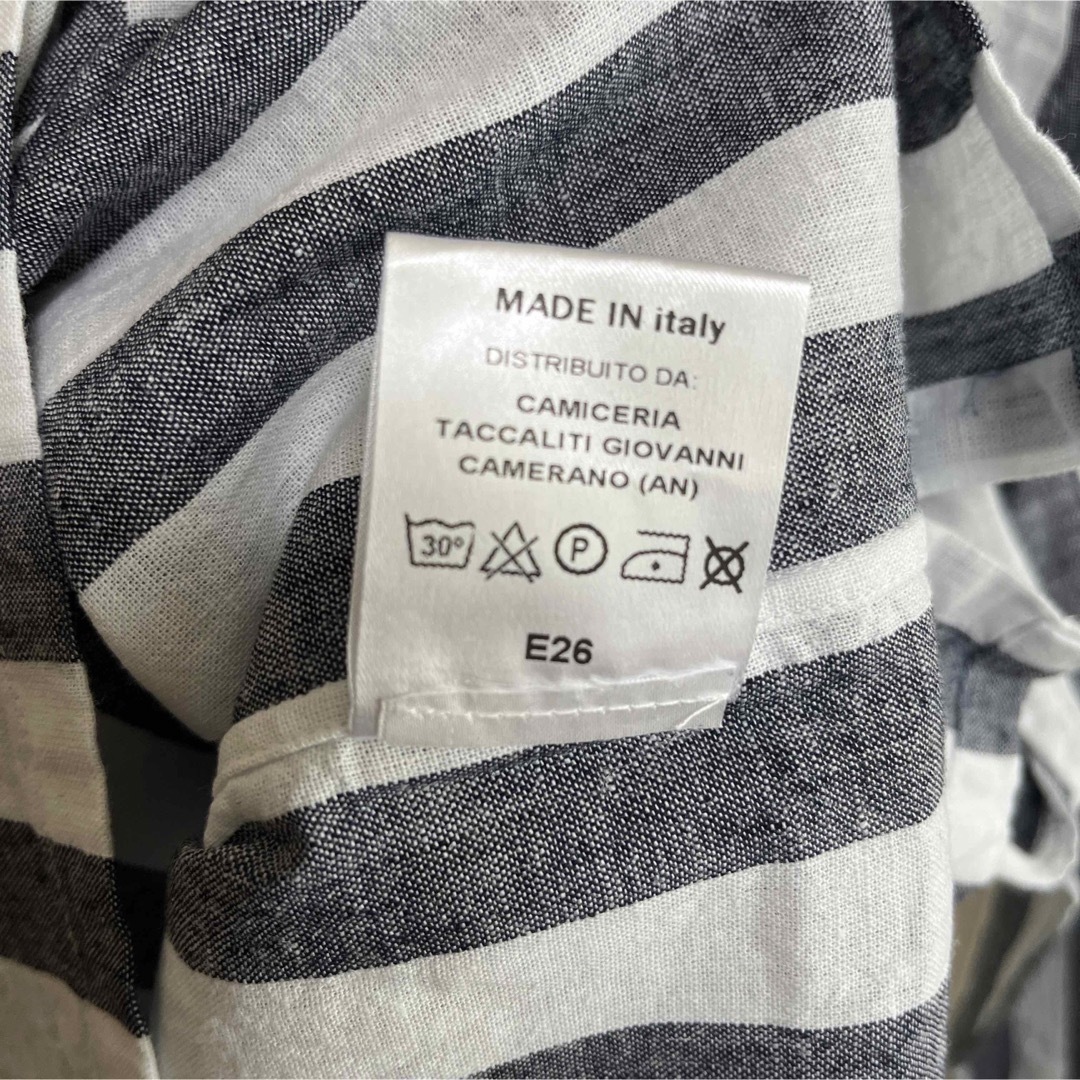 MADE IN italy
DISTRIBUITO DA:
CAMICERIA
TACCALITI GIOVANNI
CAMERANO (AN)
30° P
E26